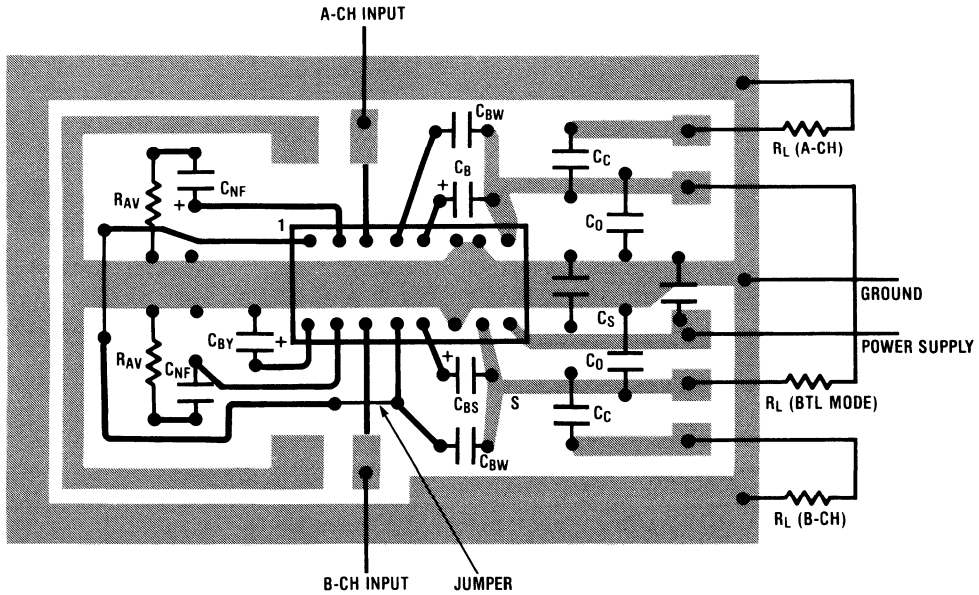 A-CH INPUT
CBW
CC
RL (A-CH)
CB
+
CNF
RAV
+
1
CO
GROUND
CS
POWER SUPPLY
CBY
+
RAV
CNF
+
CBS
S
CO
CC
RL (BTL MODE)
CBW
RL (B-CH)
B-CH INPUT
JUMPER